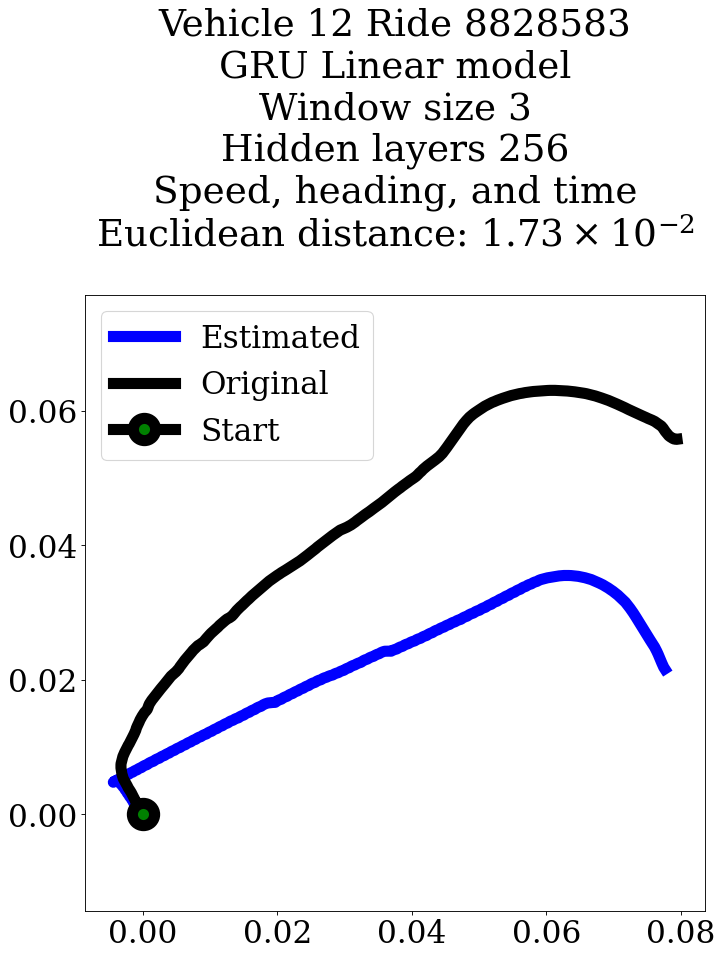 Vehicle 12 Ride 8828583
GRU Linear model
Window size 3
Hidden layers 256
Speed, heading, and time
Euclidean distance: 1.73 × 10⁻²
Estimated
Original
Start
0.06
0.04
0.02
0.00
0.00 0.02 0.04 0.06 0.08